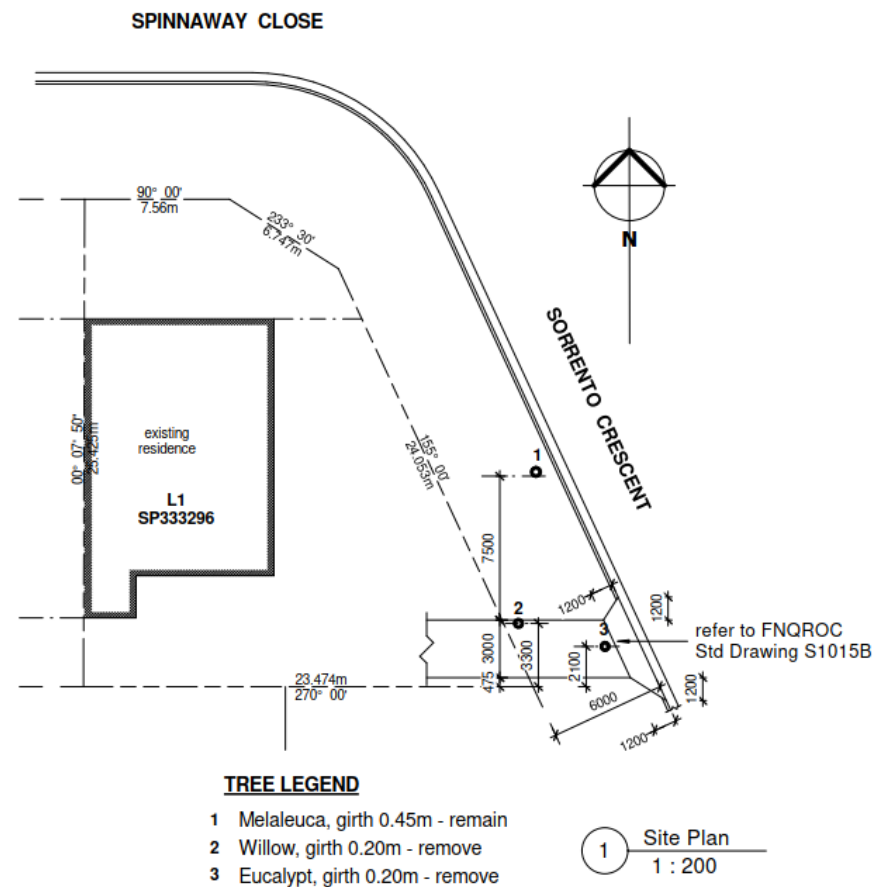 SPINNAWAY CLOSE
90° 00'
7.56m
233° 30'
6.747m
N
SORRENTO CRESCENT
existing
residence
L1
SP333296
00° 07' 50"
25.425m
155° 00'
24.053m
1
7500
2
3
1200
1200
refer to FNQROC
Std Drawing S1015B
3000
3300
2100
475
23.474m
270° 00'
6000
1200
1200
TREE LEGEND
1 Melaleuca, girth 0.45m - remain
2 Willow, girth 0.20m - remove
3 Eucalypt, girth 0.20m - remove
1
Site Plan
1 : 200